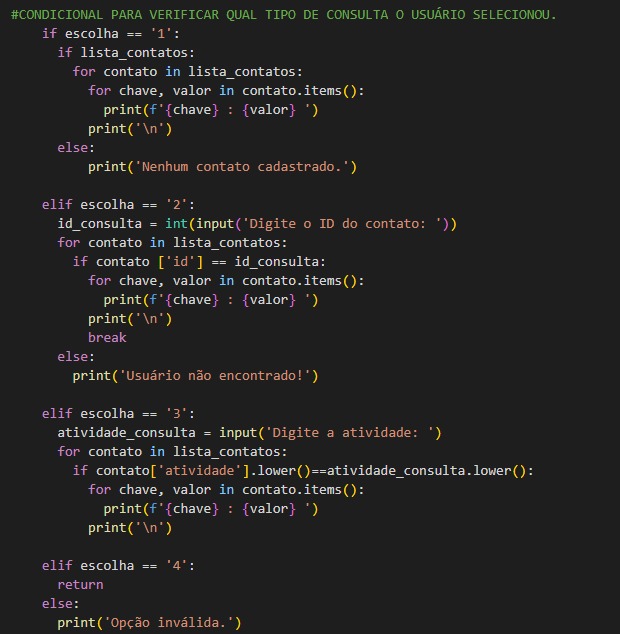 #CONDICIONAL PARA VERIFICAR QUAL TIPO DE CONSULTA O USUÁRIO SELECIONOU.
    if escolha == '1':
      if lista_contatos:
        for contato in lista_contatos:
          for chave, valor in contato.items():
            print(f'{chave} : {valor} ')
          print('\n')
      else:
          print('Nenhum contato cadastrado.')

    elif escolha == '2':
      id_consulta = int(input('Digite o ID do contato: '))
      for contato in lista_contatos:
        if contato ['id'] == id_consulta:
          for chave, valor in contato.items():
            print(f'{chave} : {valor} ')
          print('\n')
          break
      else:
        print('Usuário não encontrado!')

    elif escolha == '3':
      atividade_consulta = input('Digite a atividade: ')
      for contato in lista_contatos:
        if contato['atividade'].lower()==atividade_consulta.lower():
          for chave, valor in contato.items():
            print(f'{chave} : {valor} ')
          print('\n')

    elif escolha == '4':
      return
    else:
      print('Opção inválida.')